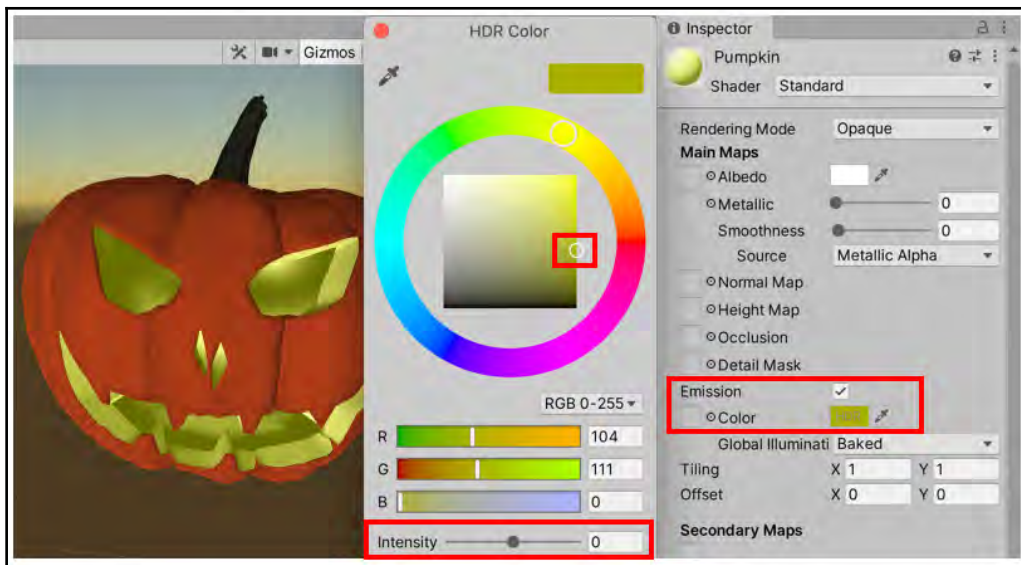 Gizmos
HDR Color
RGB 0-255
R 104
G 111
B 0
Intensity 0
Inspector
Pumpkin
Shader Standard
Rendering Mode Opaque
Main Maps
Albedo
Metallic 0
Smoothness 0
Source Metallic Alpha
Normal Map
Height Map
Occlusion
Detail Mask
Emission
Color
Global Illuminati Baked
Tiling X 1 Y 1
Offset X 0 Y 0
Secondary Maps